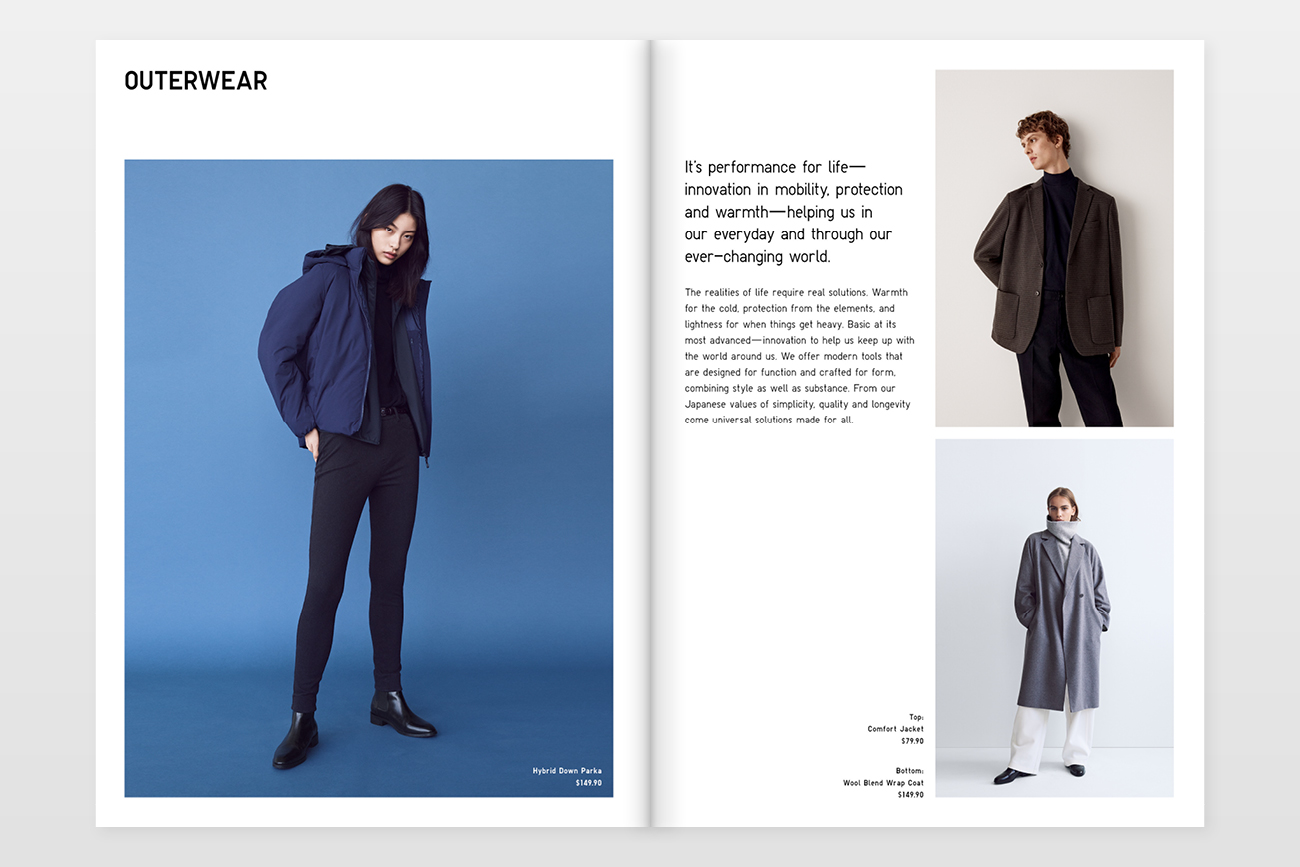 OUTERWEAR
Hybrid Down Parka
$149.90
It's performance for life—
innovation in mobility, protection
and warmth—helping us in
our everyday and through our
ever-changing world.
The realities of life require real solutions. Warmth
for the cold, protection from the elements, and
lightness for when things get heavy. Basic at its
most advanced—innovation to help us keep up with
the world around us. We offer modern tools that
are designed for function and crafted for form,
combining style as well as substance. From our
Japanese values of simplicity, quality and longevity
come universal solutions made for all.
Top:
Comfort Jacket
$79.90
Bottom:
Wool Blend Wrap Coat
$149.90